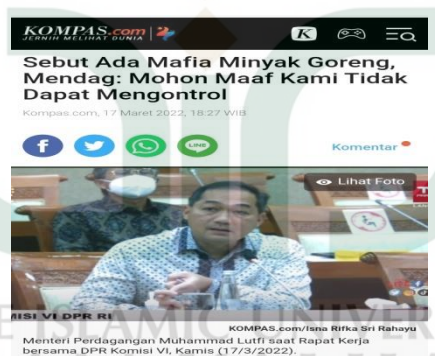 KOMPAS.com
JERNIH MELIHAT DUNIA
K
Sebut Ada Mafia Minyak Goreng,
Mendag: Mohon Maaf Kami Tidak
Dapat Mengontrol
Kompas.com, 17 Maret 2022, 18:27 WIB
LINE
Komentar
Lihat Foto
MISI VI DPR RI
KOMPAS.com/Isna Rifka Sri Rahayu
Menteri Perdagangan Muhammad Lutfi saat Rapat Kerja
bersama DPR Komisi VI, Kamis (17/3/2022).